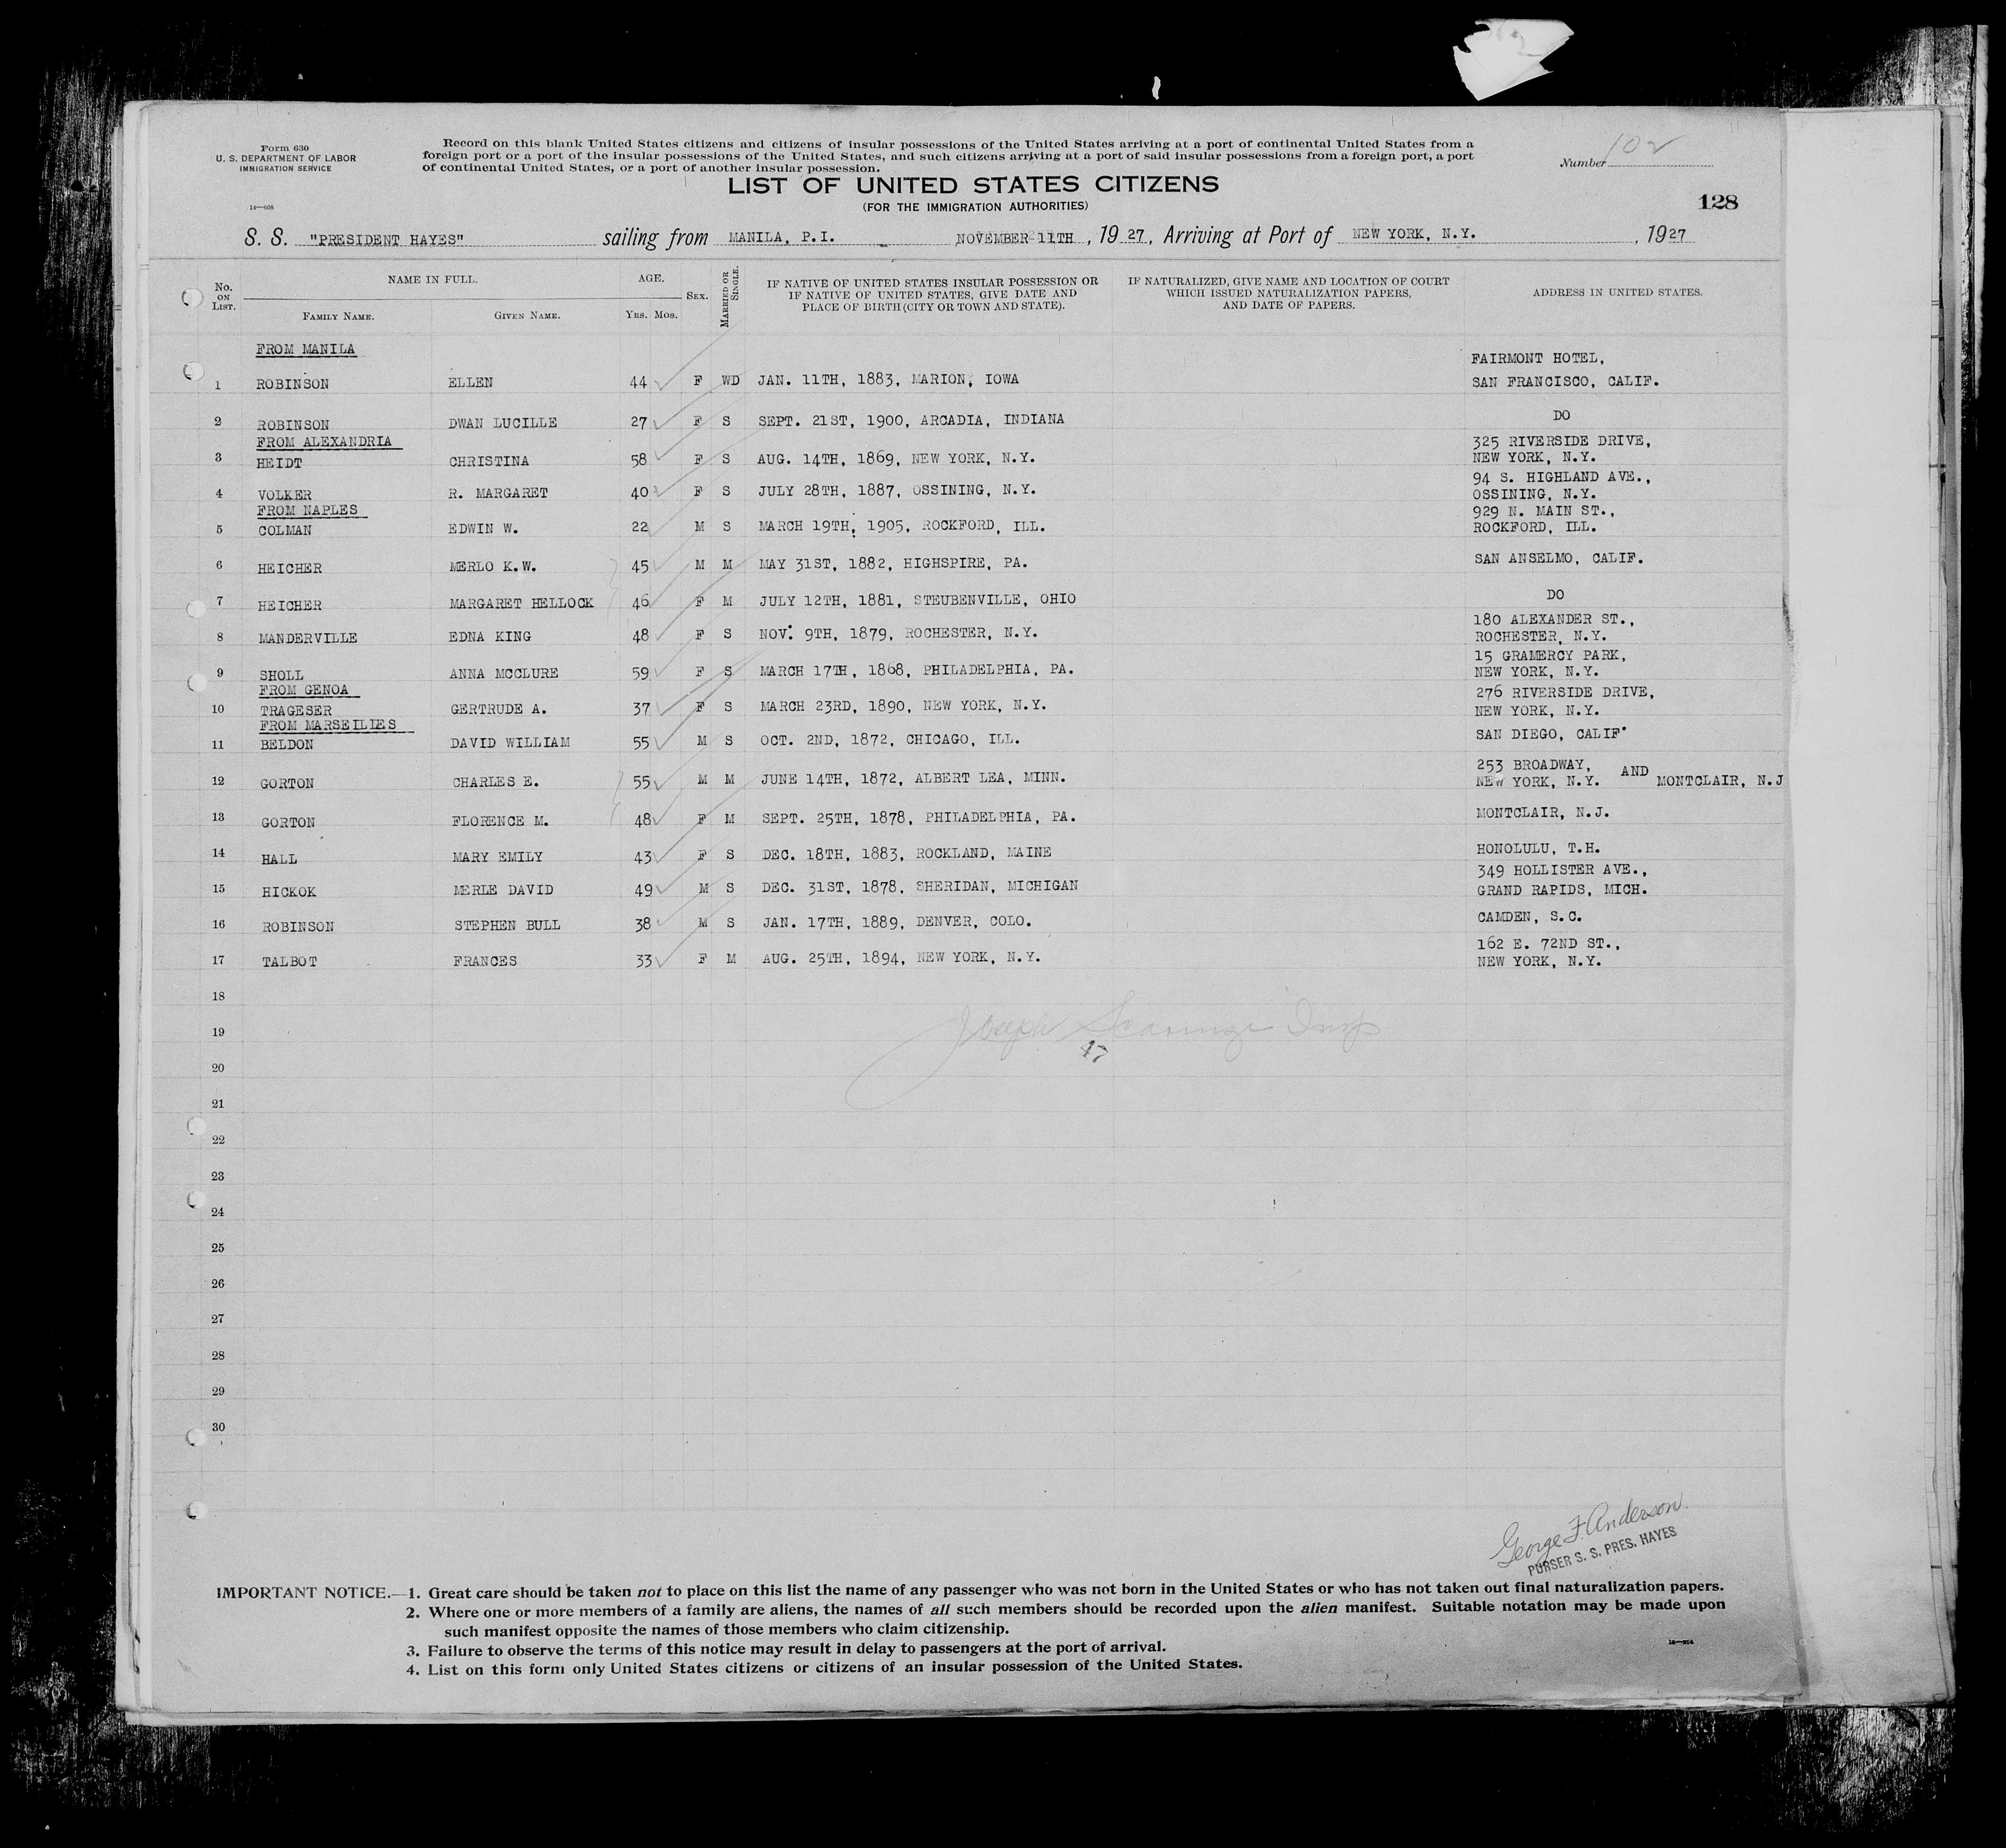 Form 630
U. S. DEPARTMENT OF LABOR
IMMIGRATION SERVICE
14—608
Record on this blank United States citizens and citizens of insular possessions of the United States arriving at a port of continental United States from a
foreign port or a port of the insular possessions of the United States, and such citizens arriving at a port of said insular possessions from a foreign port, a port
of continental United States, or a port of another insular possession.
Number 102
LIST OF UNITED STATES CITIZENS
(FOR THE IMMIGRATION AUTHORITIES)
128
S. S. "PRESIDENT HAYES" sailing from MANILA, P.I. NOVEMBER 11TH, 1927, Arriving at Port of NEW YORK, N.Y., 1927
No. ON LIST. NAME IN FULL. FAMILY NAME. GIVEN NAME. AGE. YRS. MOS. SEX. MARRIED OR SINGLE. IF NATIVE OF UNITED STATES INSULAR POSSESSION OR IF NATIVE OF UNITED STATES, GIVE DATE AND PLACE OF BIRTH (CITY OR TOWN AND STATE). IF NATURALIZED, GIVE NAME AND LOCATION OF COURT WHICH ISSUED NATURALIZATION PAPERS, AND DATE OF PAPERS. ADDRESS IN UNITED STATES.
FROM MANILA
1 ROBINSON ELLEN 44 F WD JAN. 11TH, 1883, MARION, IOWA FAIRMONT HOTEL, SAN FRANCISCO, CALIF.
2 ROBINSON DWAN LUCILLE 27 F S SEPT. 21ST, 1900, ARCADIA, INDIANA DO
FROM ALEXANDRIA
3 HEIDT CHRISTINA 58 F S AUG. 14TH, 1869, NEW YORK, N.Y. 325 RIVERSIDE DRIVE, NEW YORK, N.Y.
4 VOLKER R. MARGARET 40 F S JULY 28TH, 1887, OSSINING, N.Y. 94 S. HIGHLAND AVE., OSSINING, N.Y.
FROM NAPLES
5 COLMAN EDWIN W. 22 M S MARCH 19TH, 1905, ROCKFORD, ILL. 929 N. MAIN ST., ROCKFORD, ILL.
6 HEICHER MERLO K.W. 45 M M MAY 31ST, 1882, HIGHSPIRE, PA. SAN ANSELMO, CALIF.
7 HEICHER MARGARET HELLOCK 46 F M JULY 12TH, 1881, STEUBENVILLE, OHIO DO
8 MANDERVILLE EDNA KING 48 F S NOV. 9TH, 1879, ROCHESTER, N.Y. 180 ALEXANDER ST., ROCHESTER, N.Y.
9 SHOLL ANNA MCCLURE 59 F S MARCH 17TH, 1868, PHILADELPHIA, PA. 15 GRAMERCY PARK, NEW YORK, N.Y.
FROM GENOA
10 TRAGESER GERTRUDE A. 37 F S MARCH 23RD, 1890, NEW YORK, N.Y. 276 RIVERSIDE DRIVE, NEW YORK, N.Y.
FROM MARSEILIES
11 BELDON DAVID WILLIAM 55 M S OCT. 2ND, 1872, CHICAGO, ILL. SAN DIEGO, CALIF.
12 GORTON CHARLES E. 55 M M JUNE 14TH, 1872, ALBERT LEA, MINN. 253 BROADWAY, NEW YORK, N.Y. AND MONTCLAIR, N.J
13 GORTON FLORENCE M. 48 F M SEPT. 25TH, 1878, PHILADELPHIA, PA. MONTCLAIR, N.J.
14 HALL MARY EMILY 43 F S DEC. 18TH, 1883, ROCKLAND, MAINE HONOLULU, T.H.
15 HICKOK MERLE DAVID 49 M S DEC. 31ST, 1878, SHERIDAN, MICHIGAN 349 HOLLISTER AVE., GRAND RAPIDS, MICH.
16 ROBINSON STEPHEN BULL 38 M S JAN. 17TH, 1889, DENVER, COLO. CAMDEN, S.C.
17 TALBOT FRANCES 33 F M AUG. 25TH, 1894, NEW YORK, N.Y. 162 E. 72ND ST., NEW YORK, N.Y.
18
19 Joseph Insp
17
20
21
22
23
24
25
26
27
28
29
30
George F. Anderson
PURSER S. S. PRES. HAYES
IMPORTANT NOTICE.—1. Great care should be taken not to place on this list the name of any passenger who was not born in the United States or who has not taken out final naturalization papers.
2. Where one or more members of a family are aliens, the names of all such members should be recorded upon the alien manifest. Suitable notation may be made upon
such manifest opposite the names of those members who claim citizenship.
3. Failure to observe the terms of this notice may result in delay to passengers at the port of arrival.
4. List on this form only United States citizens or citizens of an insular possession of the United States.